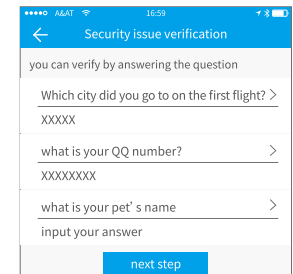 A&AT 16:59
Security issue verification
you can verify by answering the question
Which city did you go to on the first flight?
XXXXX
what is your QQ number?
XXXXXXXX
what is your pet's name
input your answer
next step